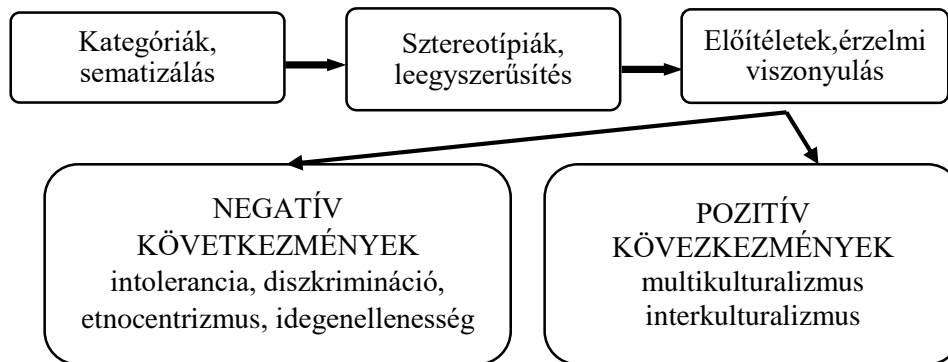 Kategóriák,
sematizálás
Sztereotípiák,
leegyszerűsítés
Előítéletek,érzelmi
viszonyulás
NEGATÍV
KÖVETKEZMÉNYEK
intolerancia, diszkrimináció,
etnocentrizmus, idegenellenesség
POZITÍV
KÖVEZKEZMÉNYEK
multikulturalizmus
interkulturalizmus